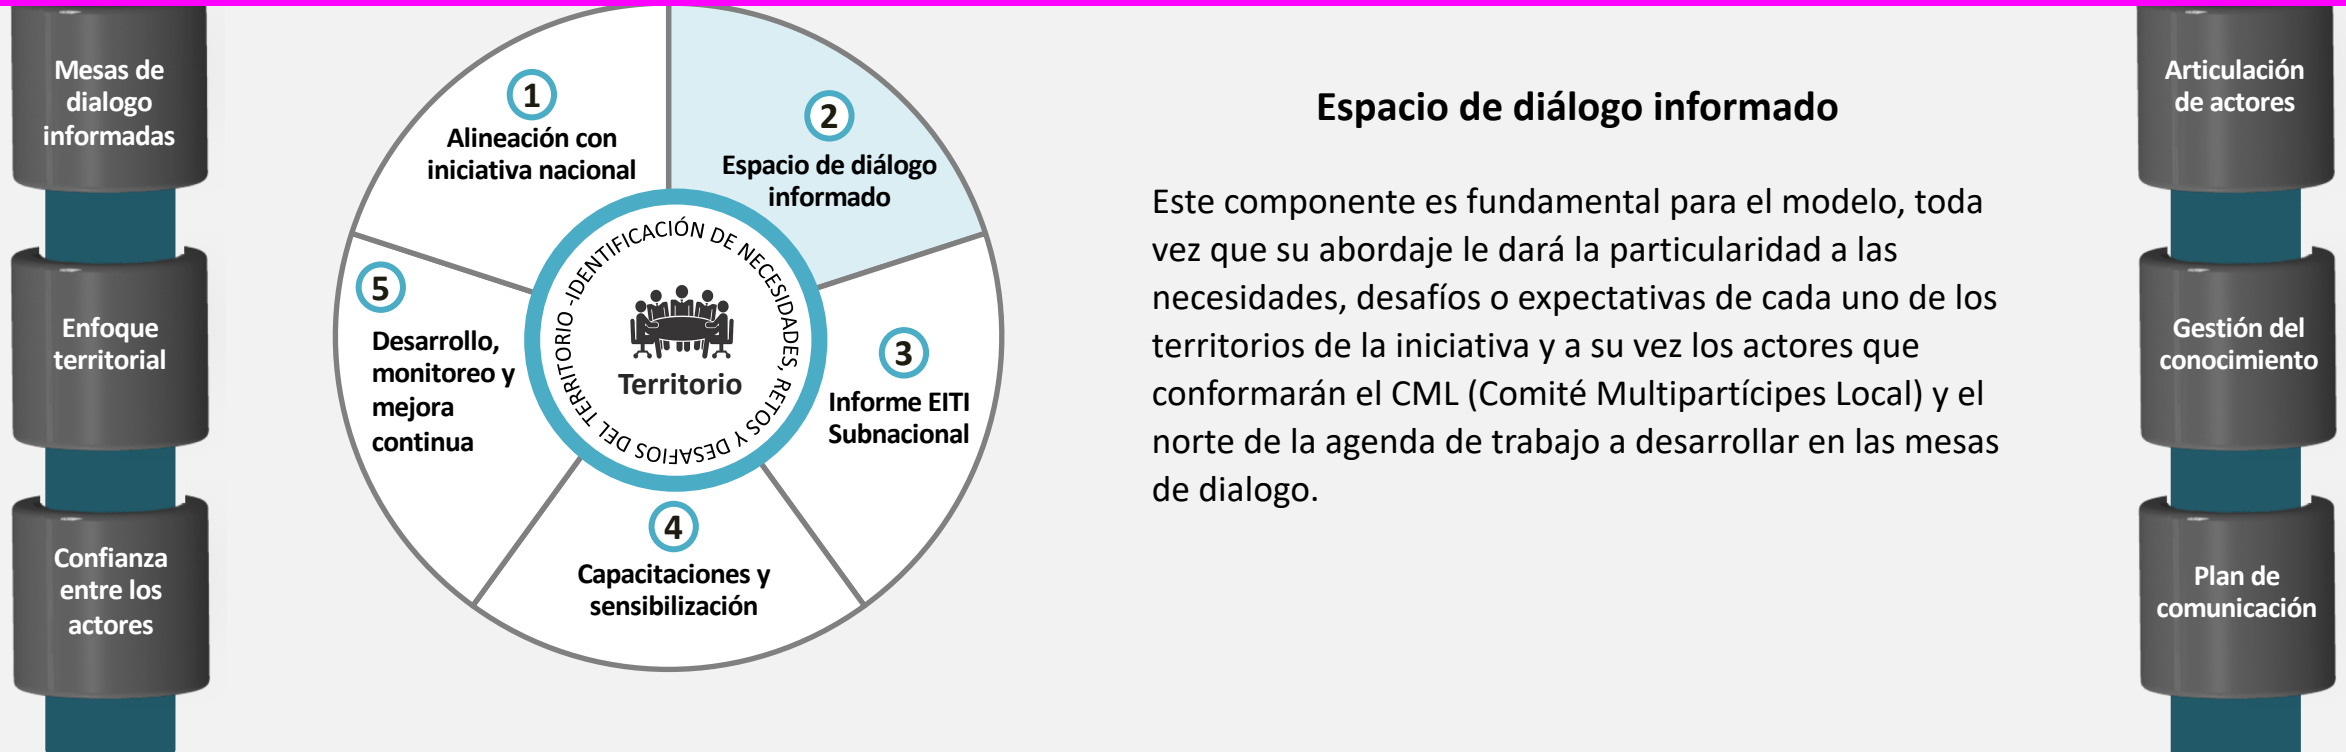 Mesas de
dialogo
informadas
Enfoque
territorial
Confianza
entre los
actores
1
Alineación con
iniciativa nacional
2
Espacio de diálogo
informado
3
Informe EITI
Subnacional
4
Capacitaciones y
sensibilización
5
Desarrollo,
monitoreo y
mejora
continua
IDENTIFICACIÓN DE NECESIDADES, RETOS Y DESAFIOS DEL TERRITORIO -
Territorio
Espacio de diálogo informado
Este componente es fundamental para el modelo, toda
vez que su abordaje le dará la particularidad a las
necesidades, desafíos o expectativas de cada uno de los
territorios de la iniciativa y a su vez los actores que
conformarán el CML (Comité Multipartícipes Local) y el
norte de la agenda de trabajo a desarrollar en las mesas
de dialogo.
Articulación
de actores
Gestión del
conocimiento
Plan de
comunicación